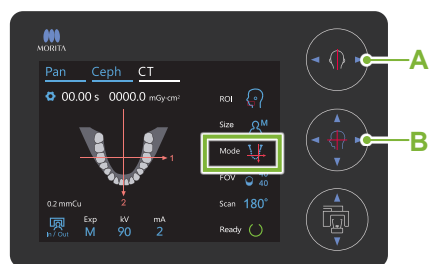 MORITA
Pan Ceph CT
00.00 s 0000.0 mGy·cm²
ROI
Size M
Mode
1
FOV 40 40
2
0.2 mmCu
Scan 180°
Exp kV mA
In / Out M 90 2
Ready
A
B